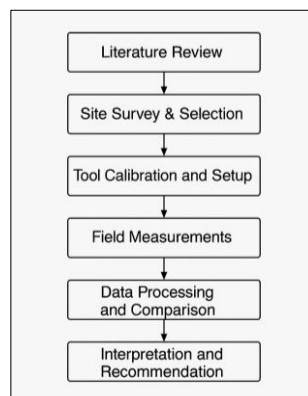 Literature Review
Site Survey & Selection
Tool Calibration and Setup
Field Measurements
Data Processing
and Comparison
Interpretation and
Recommendation